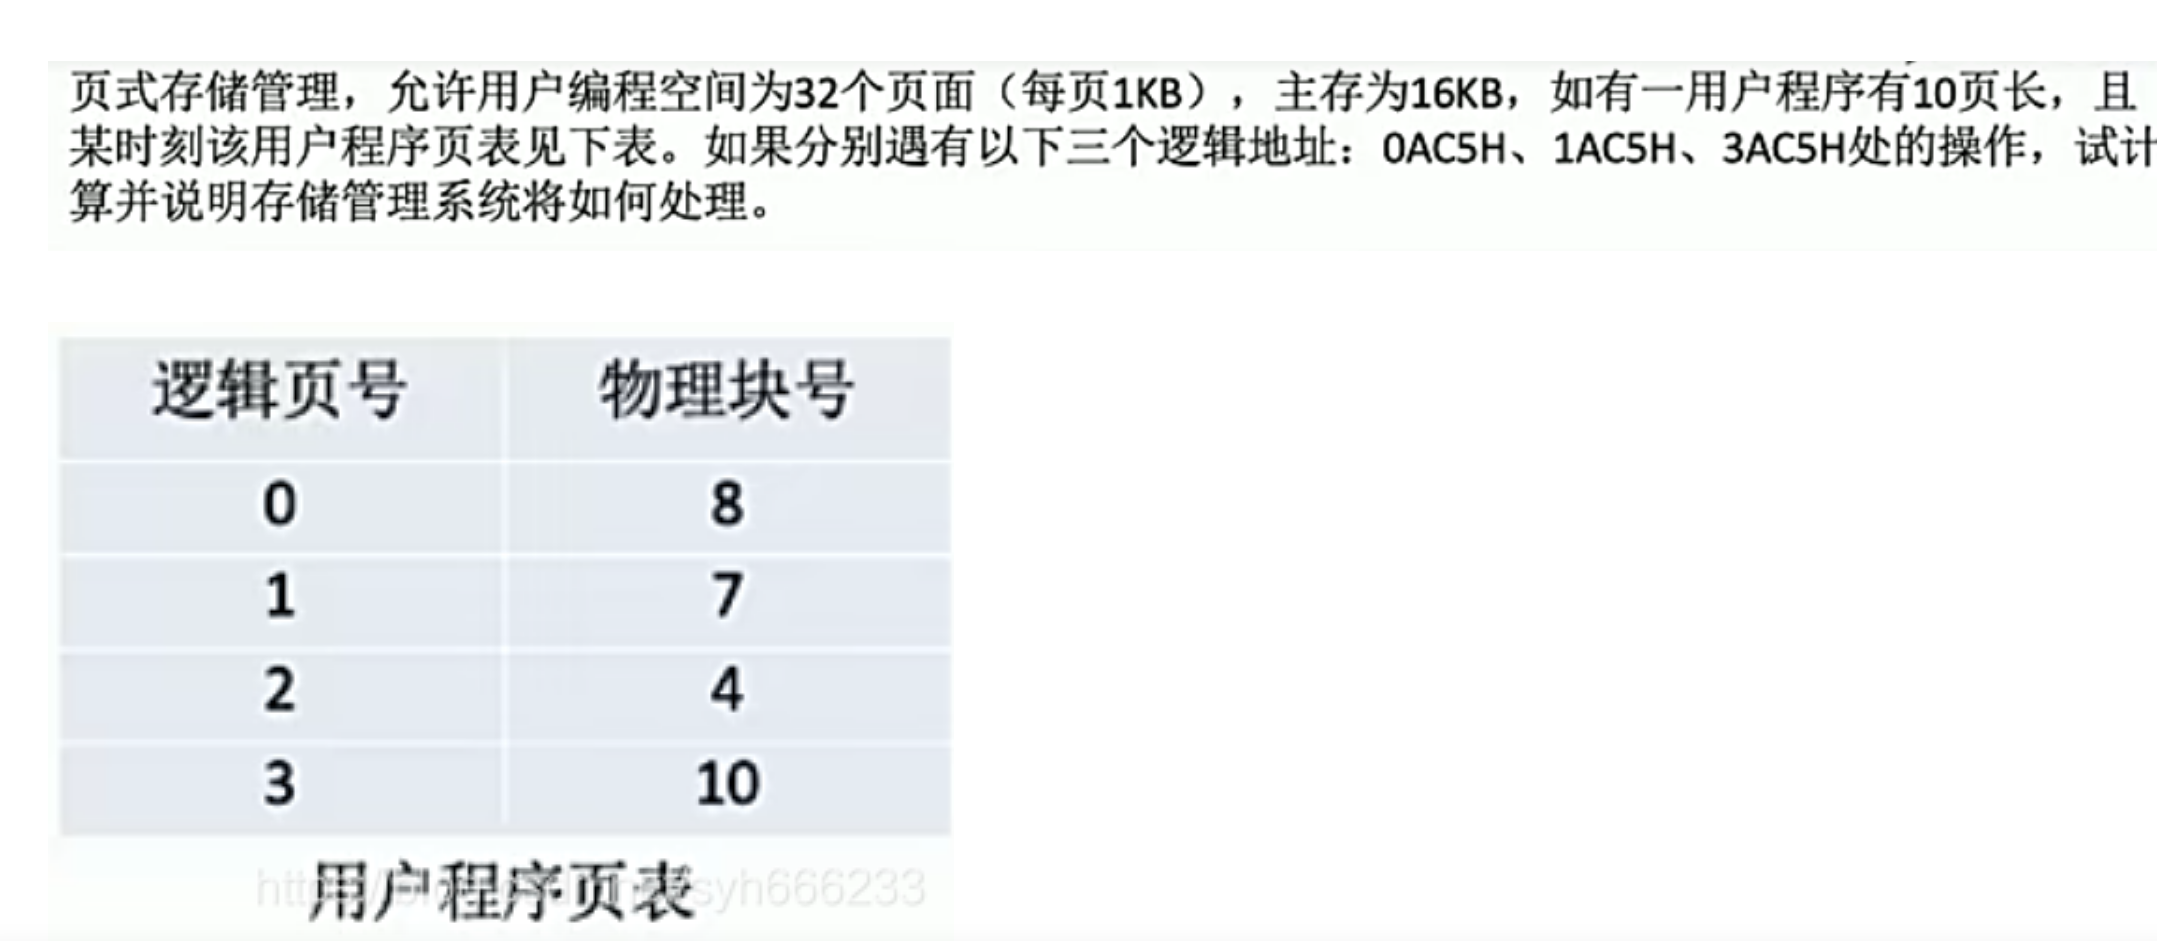 页式存储管理，允许用户编程空间为32个页面（每页1KB），主存为16KB，如有一用户程序有10页长，且
某时刻该用户程序页表见下表。如果分别遇有以下三个逻辑地址：0AC5H、1AC5H、3AC5H处的操作，试计
算并说明存储管理系统将如何处理。
逻辑页号 物理块号
0 8
1 7
2 4
3 10
用户程序页表
syh666233